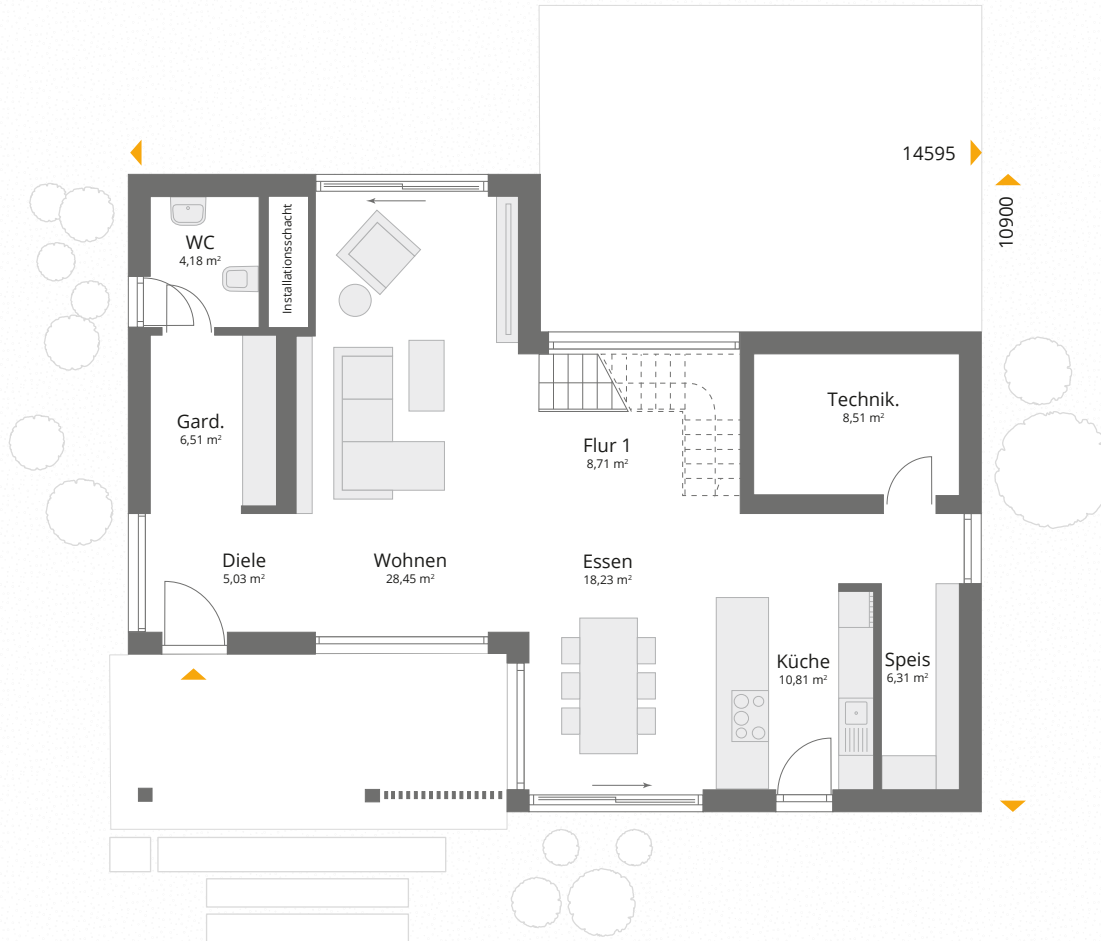 14595
10900
WC
4,18 m²
Installationsschacht
Gard.
6,51 m²
Technik.
8,51 m²
Flur 1
8,71 m²
Diele
5,03 m²
Wohnen
28,45 m²
Essen
18,23 m²
Küche
10,81 m²
Speis
6,31 m²